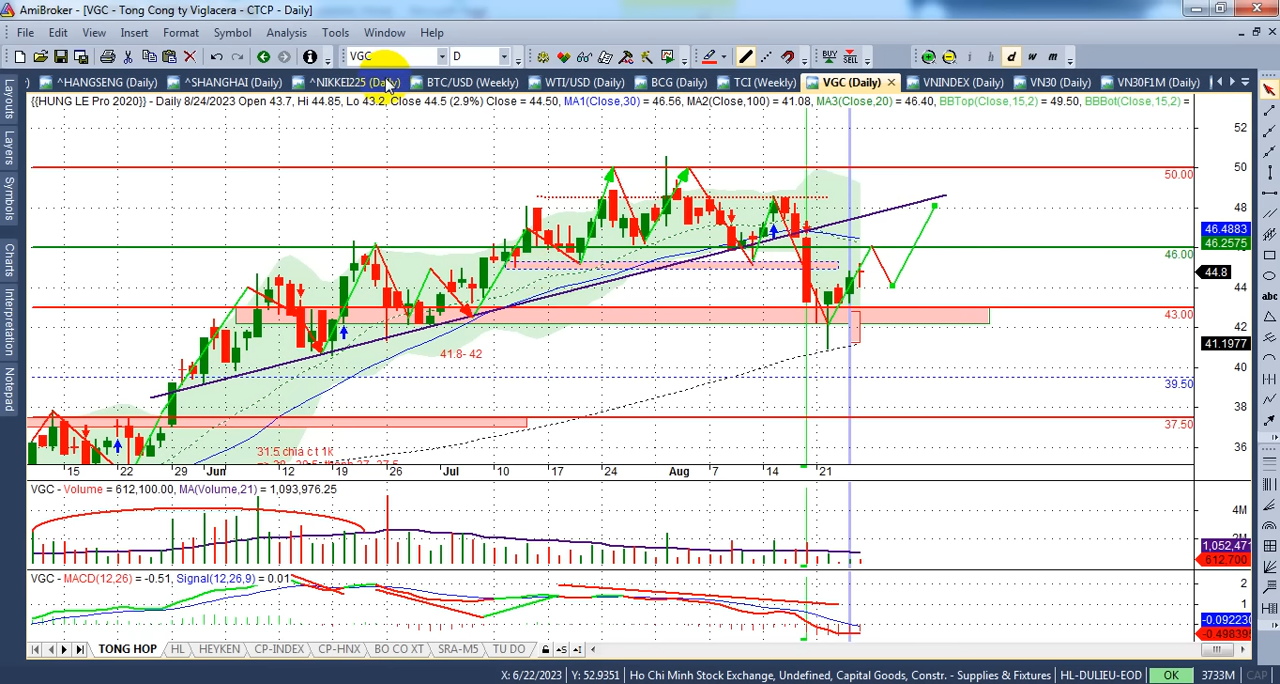 AmiBroker - [VGC - Tong Cong ty Viglacera - CTCP - Daily]
File Edit View Insert Format Symbol Analysis Tools Window Help
VGC D BUY SELL i h d w m
^HANGSENG (Daily) ^SHANGHAI (Daily) ^NIKKEI225 (Daily) BTC/USD (Weekly) WTI/USD (Daily) BCG (Daily) TCI (Weekly) VGC (Daily) VNINDEX (Daily) VN30 (Daily) VN30F1M (Daily)
{{HUNG LE Pro 2020}} - Daily 8/24/2023 Open 43.7, Hi 44.85, Lo 43.2, Close 44.5 (2.9%) Close = 44.50, MA1(Close,30) = 46.56, MA2(Close,100) = 41.08, MA3(Close,20) = 46.40, BBTop(Close,15,2) = 49.50, BBBot(Close,15,2) =
Layouts
Layers
Symbols
Charts
Interpretation
Notepad
52
50
50.00
48
46.4883
46.2575
46.00
44.8
44
43.00
42
41.1977
40
39.50
38
37.50
36
41.8- 42
31.5 chia c t 1k
15 22 29 Jun 12 19 26 Jul 10 17 24 Aug 7 14 21
VGC - Volume = 612,100.00, MA(Volume,21) = 1,093,976.25
4M
1,052,471
612,700
VGC - MACD(12,26) = -0.51, Signal(12,26,9) = 0.01
2
1
-0.092230
-0.498395
TONG HOP HL HEYKEN CP-INDEX CP-HNX BO CO XT SRA-M5 TU DO
X: 6/22/2023 Y: 52.9351 Ho Chi Minh Stock Exchange, Undefined, Capital Goods, Constr. - Supplies & Fixtures HL-DULIEU-EOD OK 3733M CAP